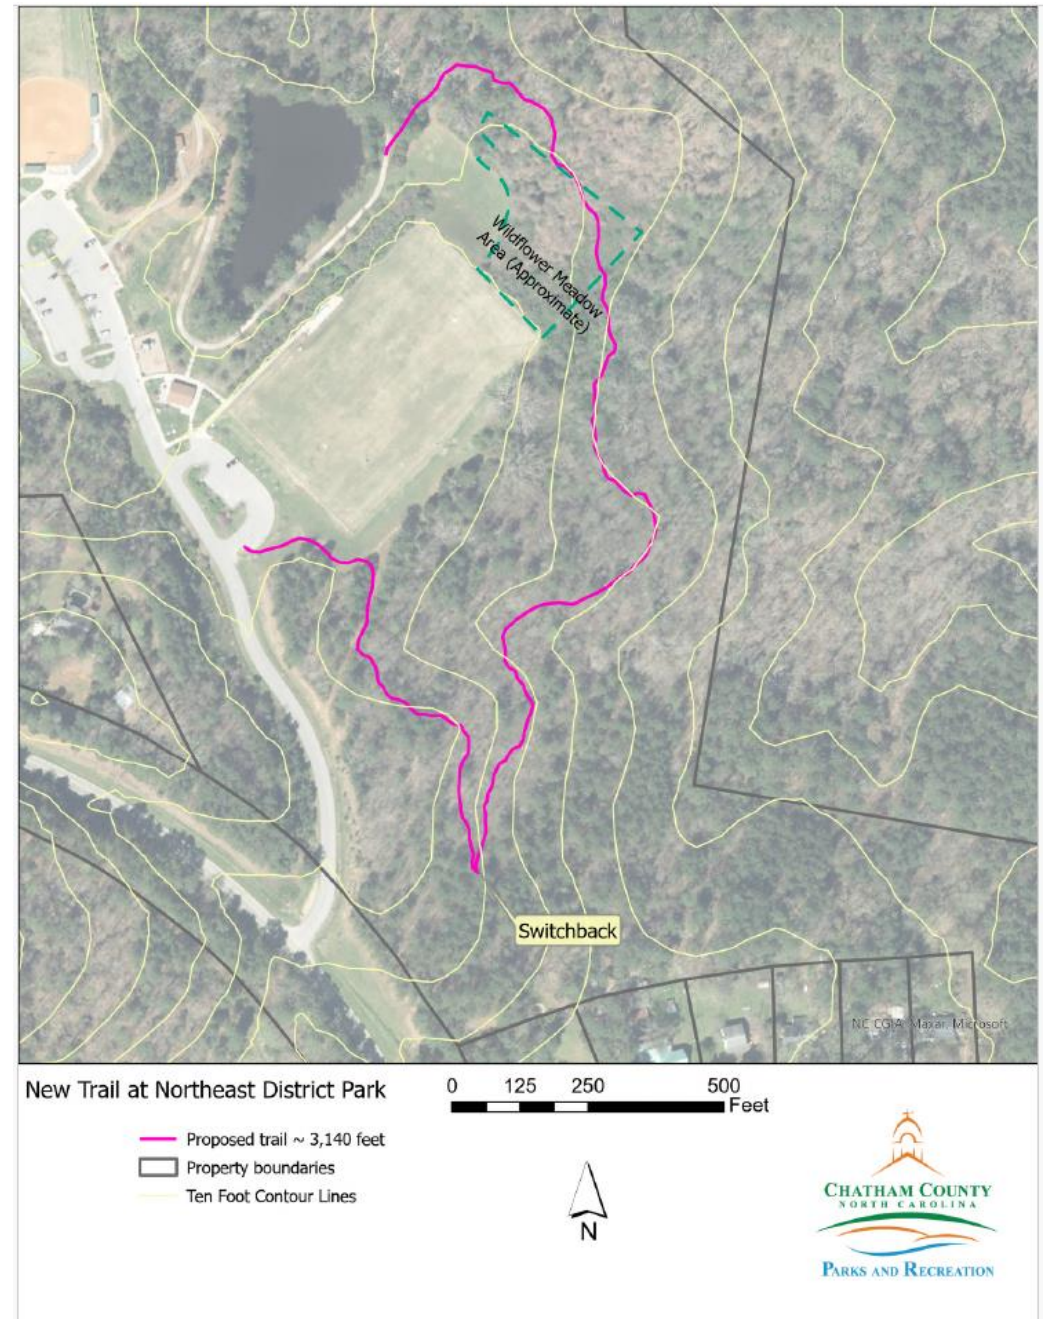 Wildflower Meadow
Area (Approximate)
Switchback
NC CGIA, Maxar, Microsoft
New Trail at Northeast District Park
0 125 250 500
Feet
Proposed trail ~ 3,140 feet
Property boundaries
Ten Foot Contour Lines
N
CHATHAM COUNTY
NORTH CAROLINA
PARKS AND RECREATION